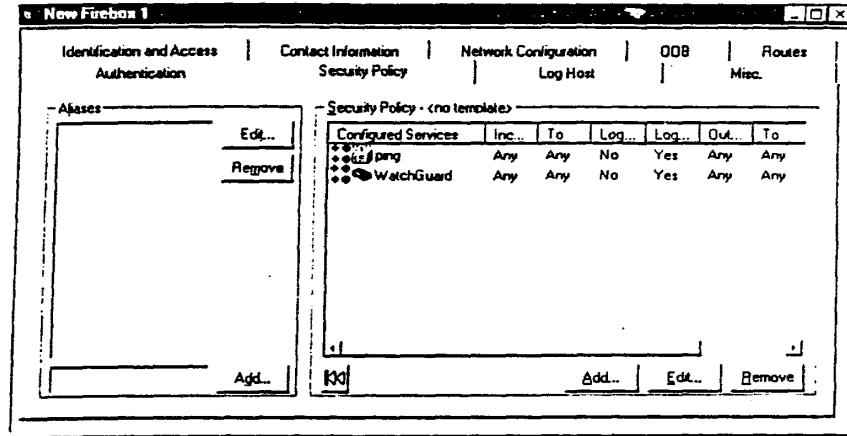 New Firebox 1
Identification and Access | Contact Information | Network Configuration | OOB | Routes
Authentication | Security Policy | Log Host | Misc.
Aliases
Edit...
Remove
Add...
Security Policy - <no template>
Configured Services Inc... To Log... Log... Out... To
ping Any Any No Yes Any Any
WatchGuard Any Any No Yes Any Any
Add... Edit... Remove